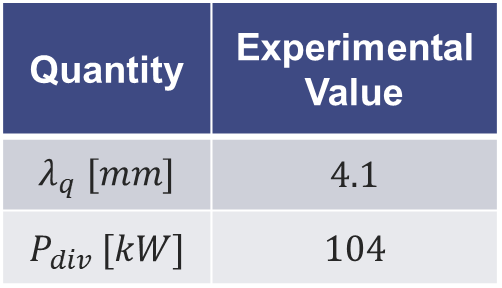 Quantity
Experimental
Value
λq [mm]
4.1
Pdiv [kW]
104